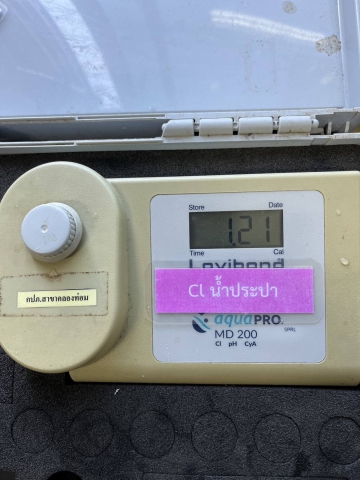 Store Date
1.21
Time Cal
Lovibond
Cl น้ำประปา
กปภ.สาขาคลองท่อม
aquaPRO
MD 200
Cl pH CyA